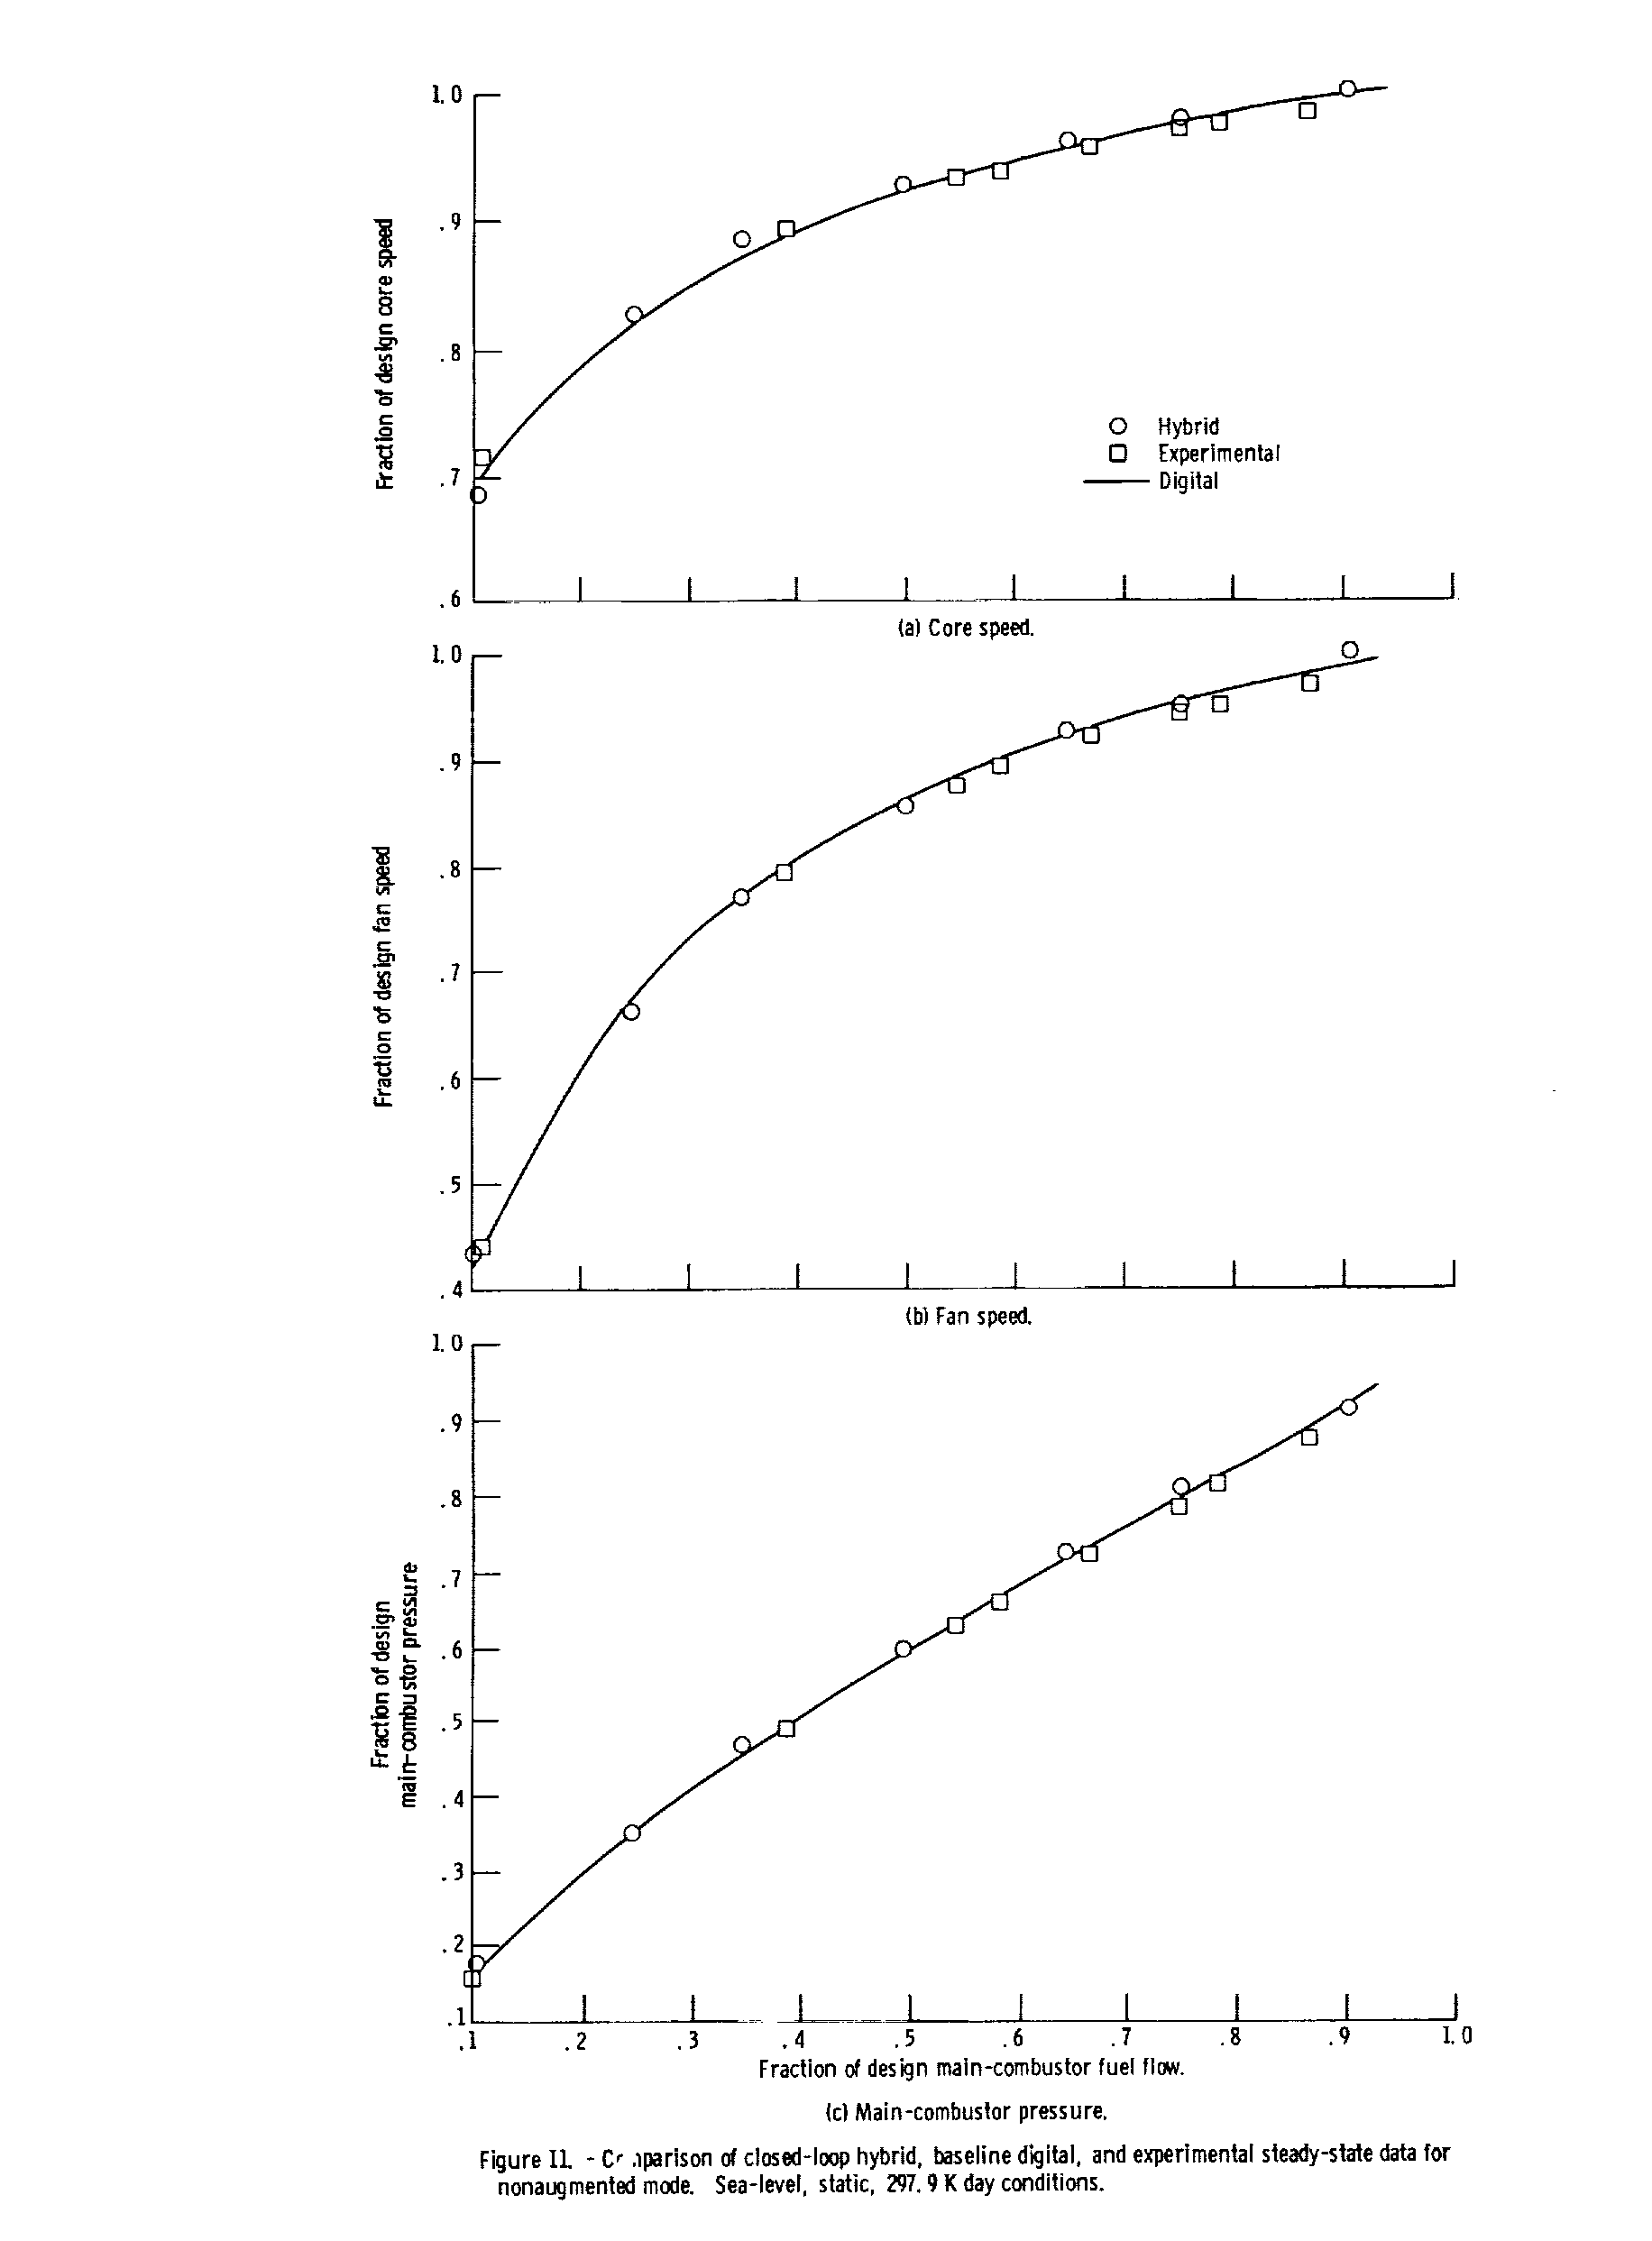 1.0
.9
.8
.7
.6
Fraction of design core speed
Hybrid
Experimental
Digital
(a) Core speed.
1.0
.9
.8
.7
.6
.5
.4
Fraction of design fan speed
(b) Fan speed.
1.0
.9
.8
.7
.6
.5
.4
.3
.2
.1
Fraction of design
main-combustor pressure
.1 .2 .3 .4 .5 .6 .7 .8 .9 1.0
Fraction of design main-combustor fuel flow.
(c) Main-combustor pressure.
Figure 11. - of closed-loop hybrid, baseline digital, and experimental steady-state data for
nonaugmented mode. Sea-level, static, 297.9 K day conditions.